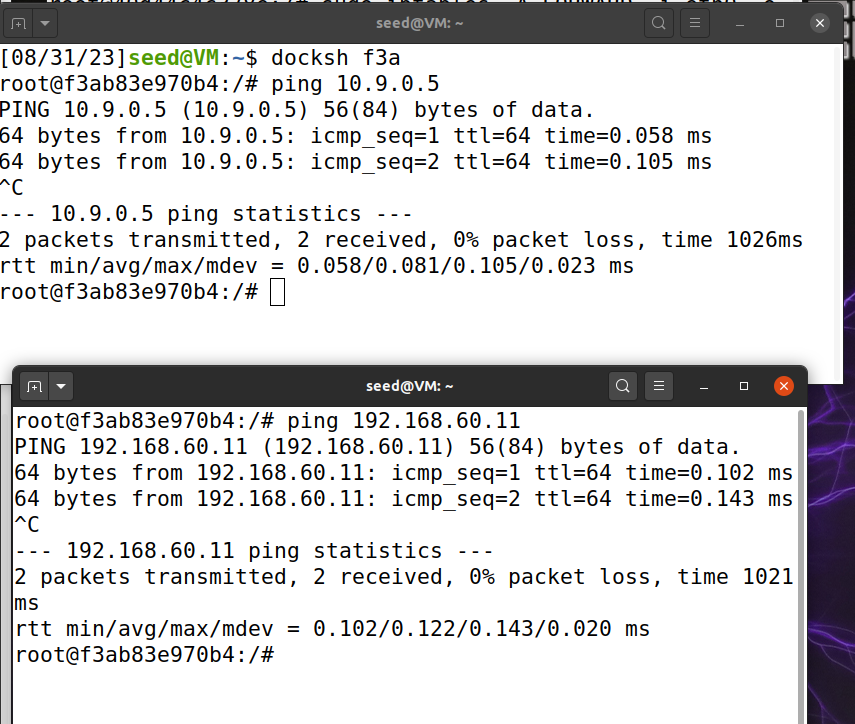 seed@VM: ~
[08/31/23]seed@VM:~$ docksh f3a
root@f3ab83e970b4:/# ping 10.9.0.5
PING 10.9.0.5 (10.9.0.5) 56(84) bytes of data.
64 bytes from 10.9.0.5: icmp_seq=1 ttl=64 time=0.058 ms
64 bytes from 10.9.0.5: icmp_seq=2 ttl=64 time=0.105 ms
^C
--- 10.9.0.5 ping statistics ---
2 packets transmitted, 2 received, 0% packet loss, time 1026ms
rtt min/avg/max/mdev = 0.058/0.081/0.105/0.023 ms
root@f3ab83e970b4:/#
seed@VM: ~
root@f3ab83e970b4:/# ping 192.168.60.11
PING 192.168.60.11 (192.168.60.11) 56(84) bytes of data.
64 bytes from 192.168.60.11: icmp_seq=1 ttl=64 time=0.102 ms
64 bytes from 192.168.60.11: icmp_seq=2 ttl=64 time=0.143 ms
^C
--- 192.168.60.11 ping statistics ---
2 packets transmitted, 2 received, 0% packet loss, time 1021
ms
rtt min/avg/max/mdev = 0.102/0.122/0.143/0.020 ms
root@f3ab83e970b4:/#